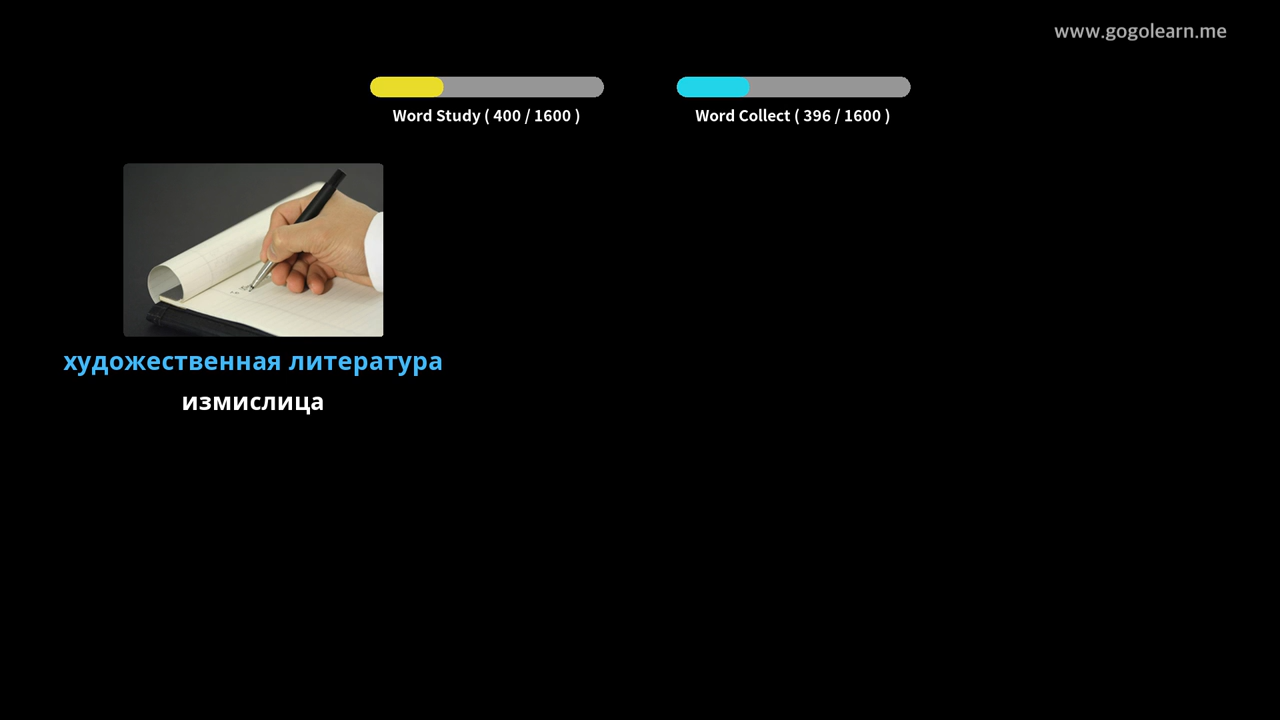 www.gogolearn.me
Word Study ( 400 / 1600 )
Word Collect ( 396 / 1600 )
художественная литература
измислица